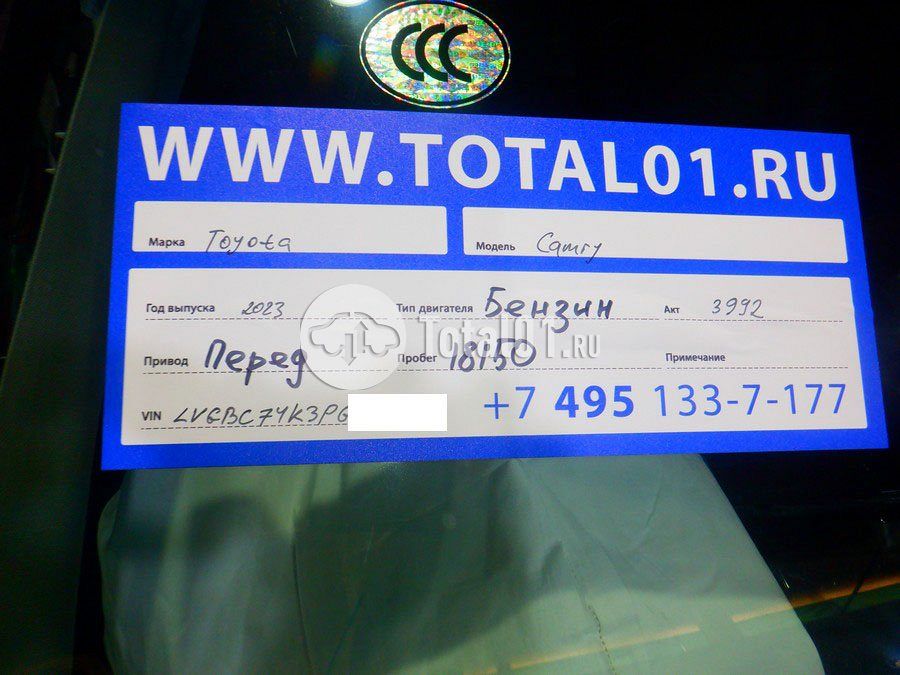 CCC
WWW.TOTAL01.RU
Марка Toyota Модель Camry
Год выпуска 2023 Тип двигателя Бензин Акт 3992
Total01.RU
Привод Перед Пробег 18150 Примечание
VIN LVGBC74K3PG +7 495 133-7-177